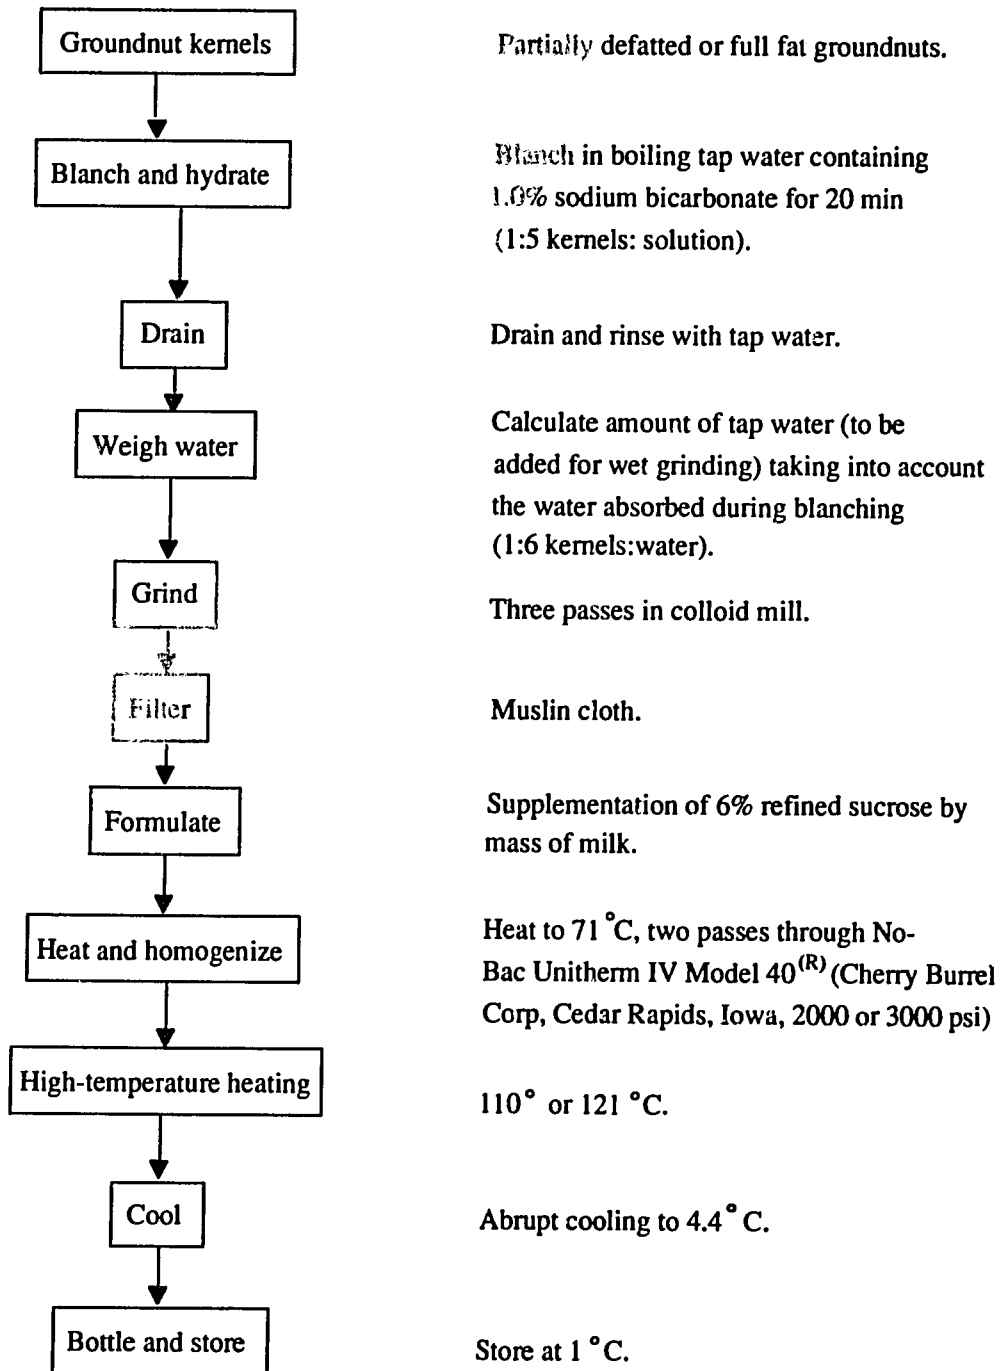 Groundnut kernels
Partially defatted or full fat groundnuts.
Blanch and hydrate
Blanch in boiling tap water containing
1.0% sodium bicarbonate for 20 min
(1:5 kernels: solution).
Drain
Drain and rinse with tap water.
Weigh water
Calculate amount of tap water (to be
added for wet grinding) taking into account
the water absorbed during blanching
(1:6 kernels:water).
Grind
Three passes in colloid mill.
Filter
Muslin cloth.
Formulate
Supplementation of 6% refined sucrose by
mass of milk.
Heat and homogenize
Heat to 71 °C, two passes through No-
Bac Unitherm IV Model 40(R) (Cherry Burrel
Corp, Cedar Rapids, Iowa, 2000 or 3000 psi)
High-temperature heating
110° or 121 °C.
Cool
Abrupt cooling to 4.4° C.
Bottle and store
Store at 1 °C.